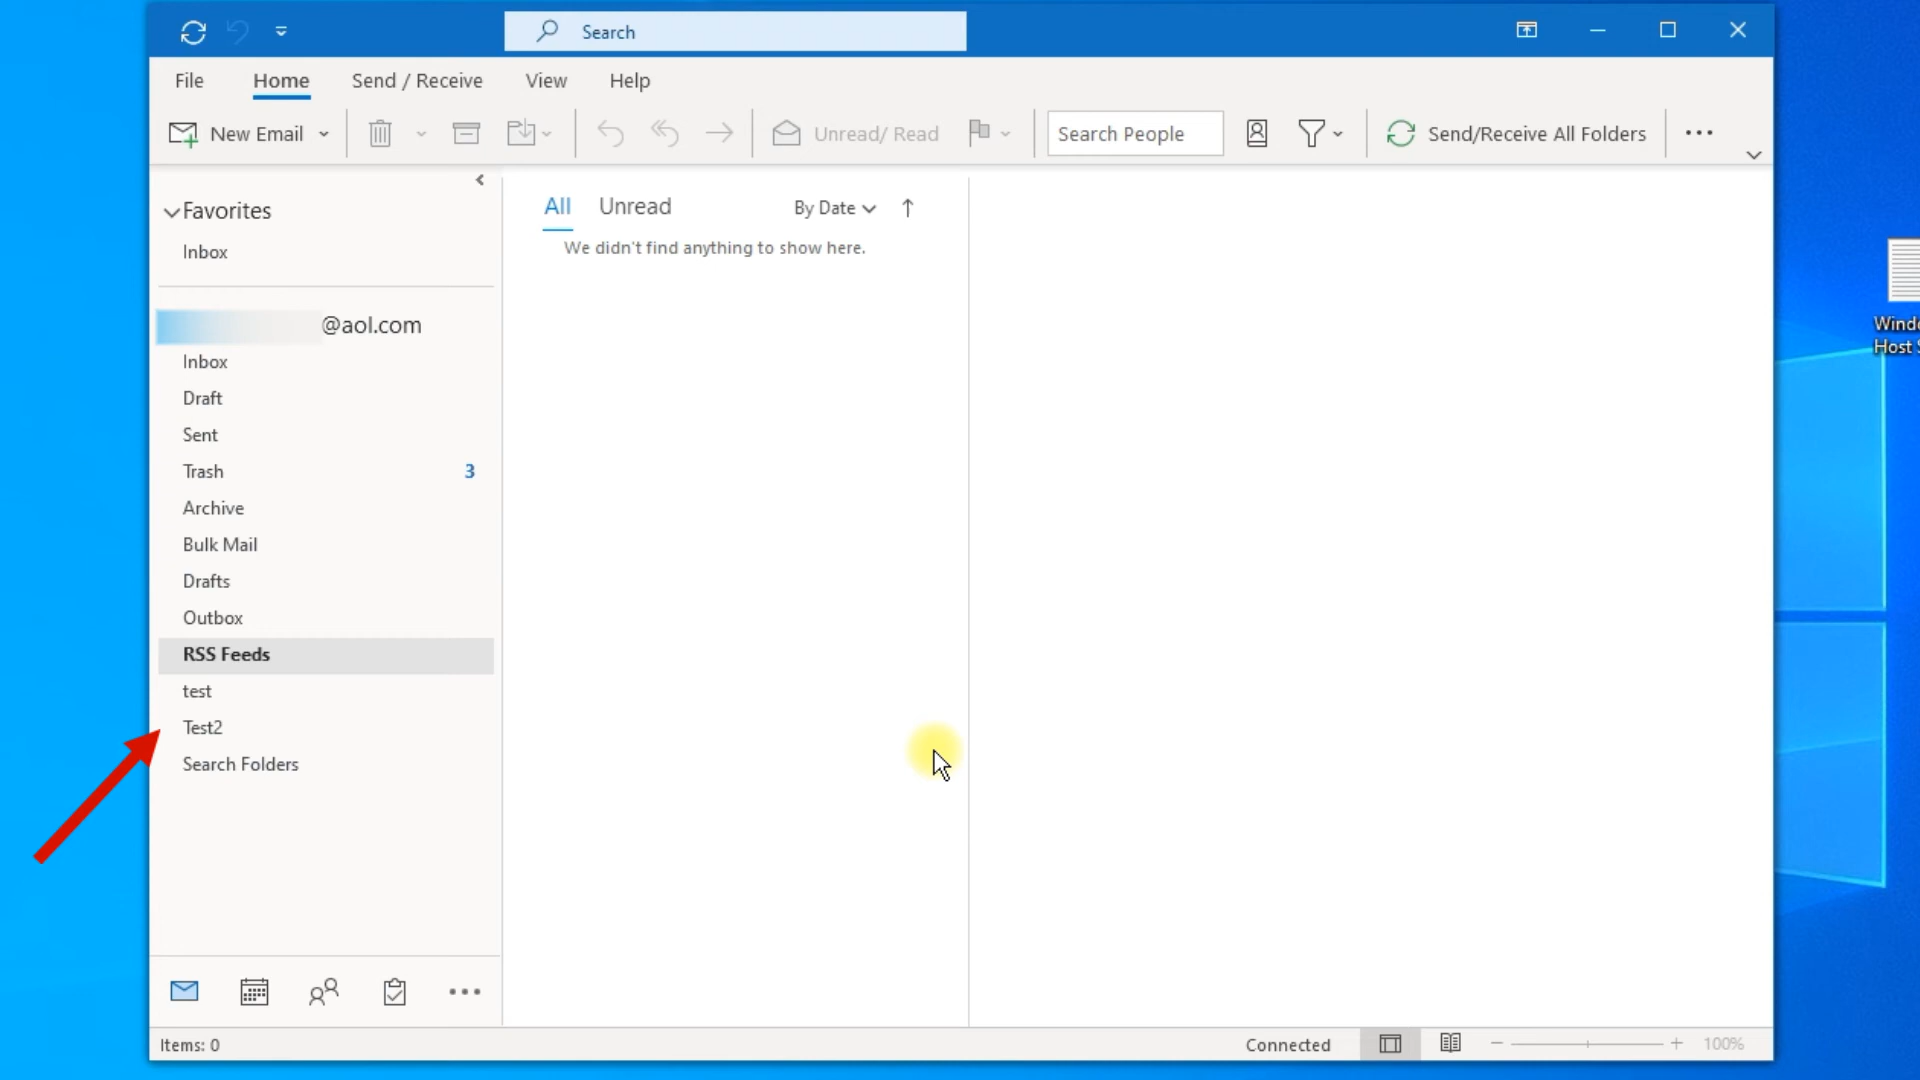 Search
File Home Send / Receive View Help
New Email Unread/ Read Search People Send/Receive All Folders
Favorites
Inbox
@aol.com
Inbox
Draft
Sent
Trash 3
Archive
Bulk Mail
Drafts
Outbox
RSS Feeds
test
Test2
Search Folders
All Unread By Date
We didn't find anything to show here.
Items: 0 Connected 100%
Host